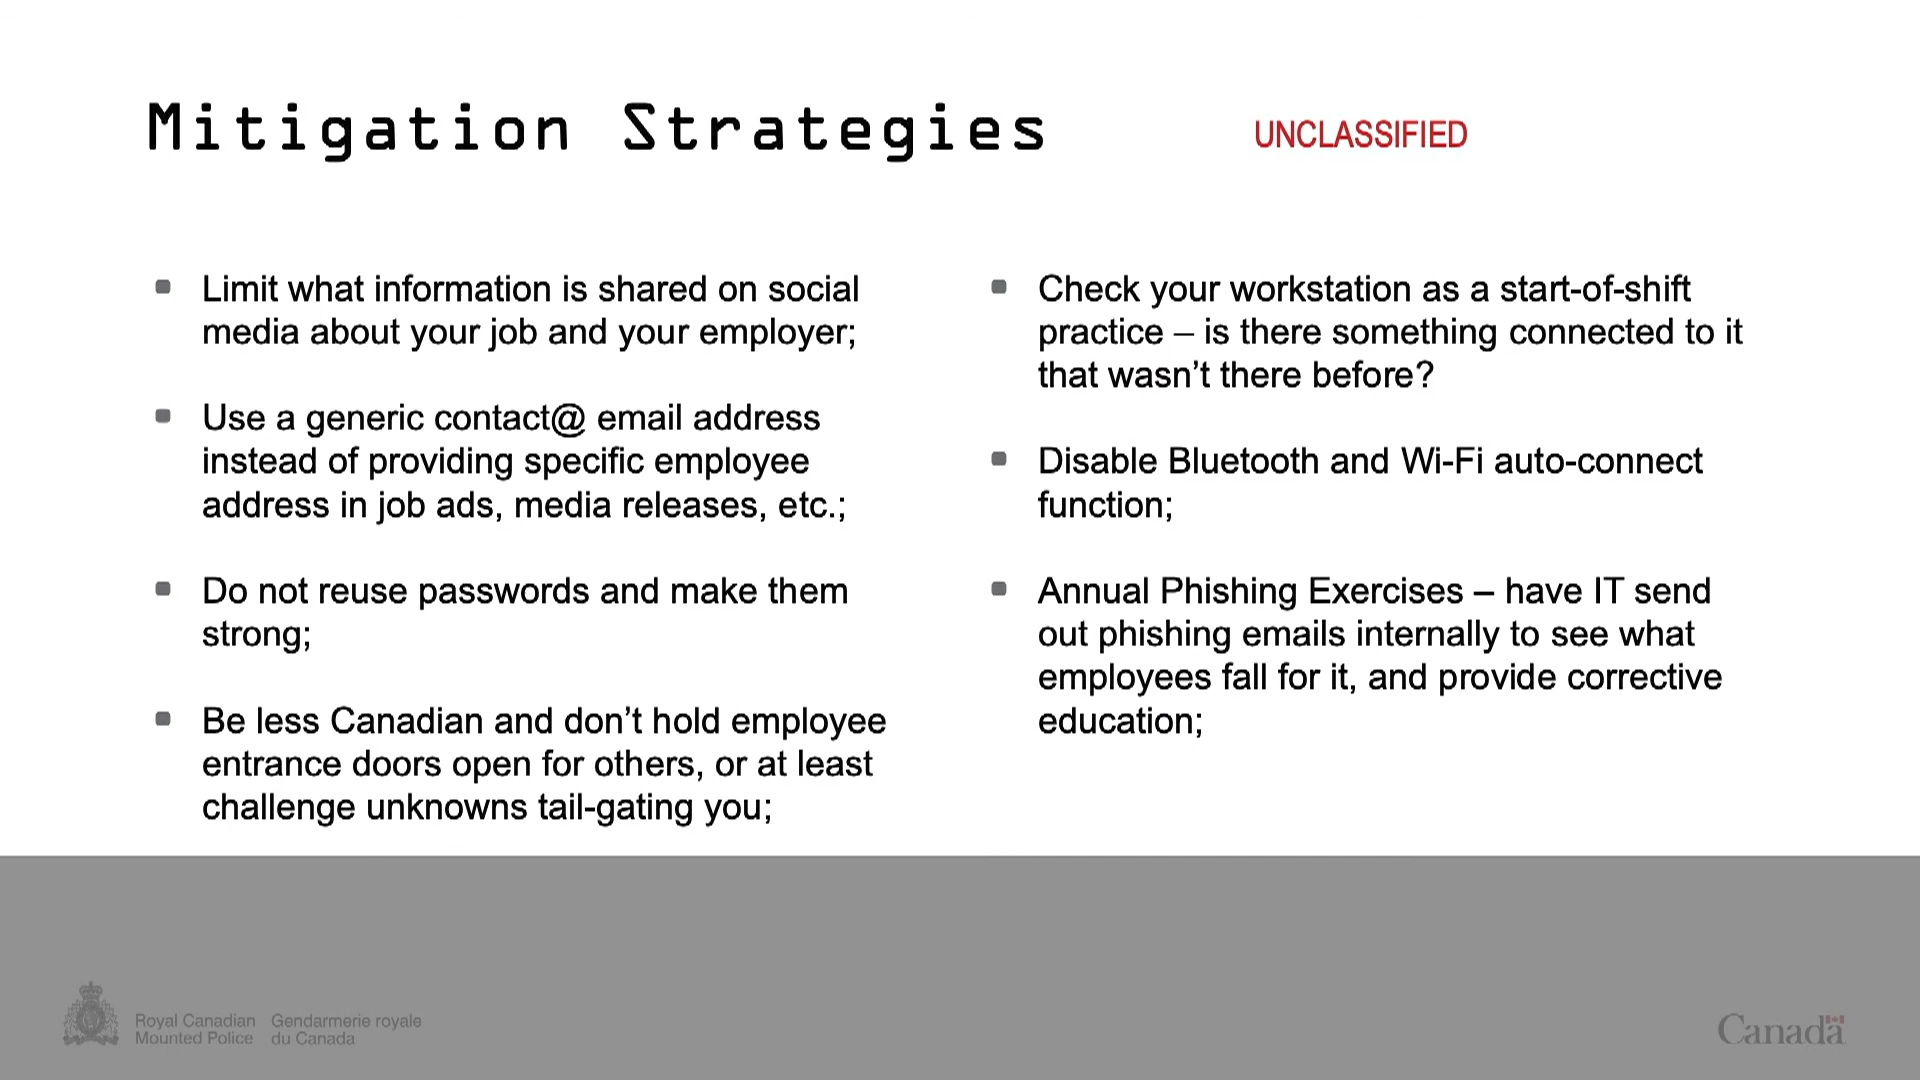 Mitigation Strategies
UNCLASSIFIED
Limit what information is shared on social
media about your job and your employer;
Use a generic contact@ email address
instead of providing specific employee
address in job ads, media releases, etc.;
Do not reuse passwords and make them
strong;
Be less Canadian and don’t hold employee
entrance doors open for others, or at least
challenge unknowns tail-gating you;
Check your workstation as a start-of-shift
practice – is there something connected to it
that wasn’t there before?
Disable Bluetooth and Wi-Fi auto-connect
function;
Annual Phishing Exercises – have IT send
out phishing emails internally to see what
employees fall for it, and provide corrective
education;
Royal Canadian
Mounted Police
Gendarmerie royale
du Canada
Canada